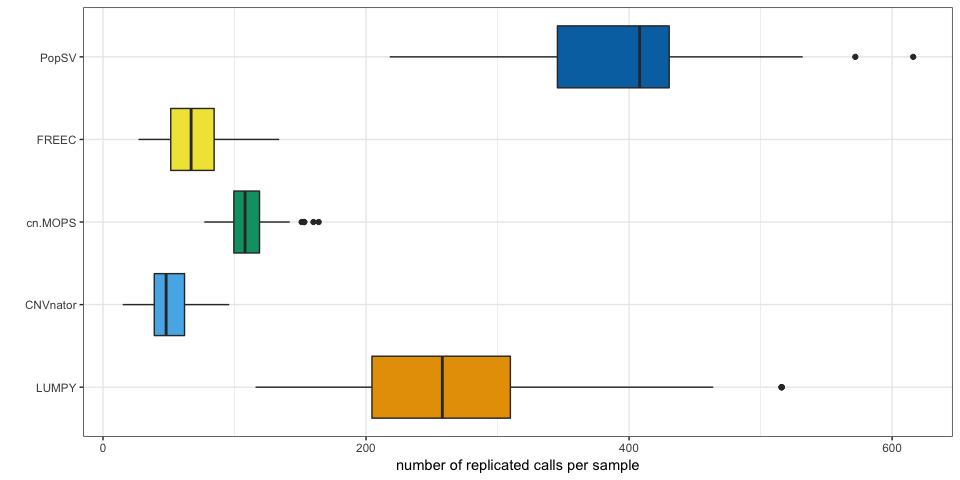 PopSV
FREEC
cn.MOPS
CNVnator
LUMPY
0 200 400 600
number of replicated calls per sample